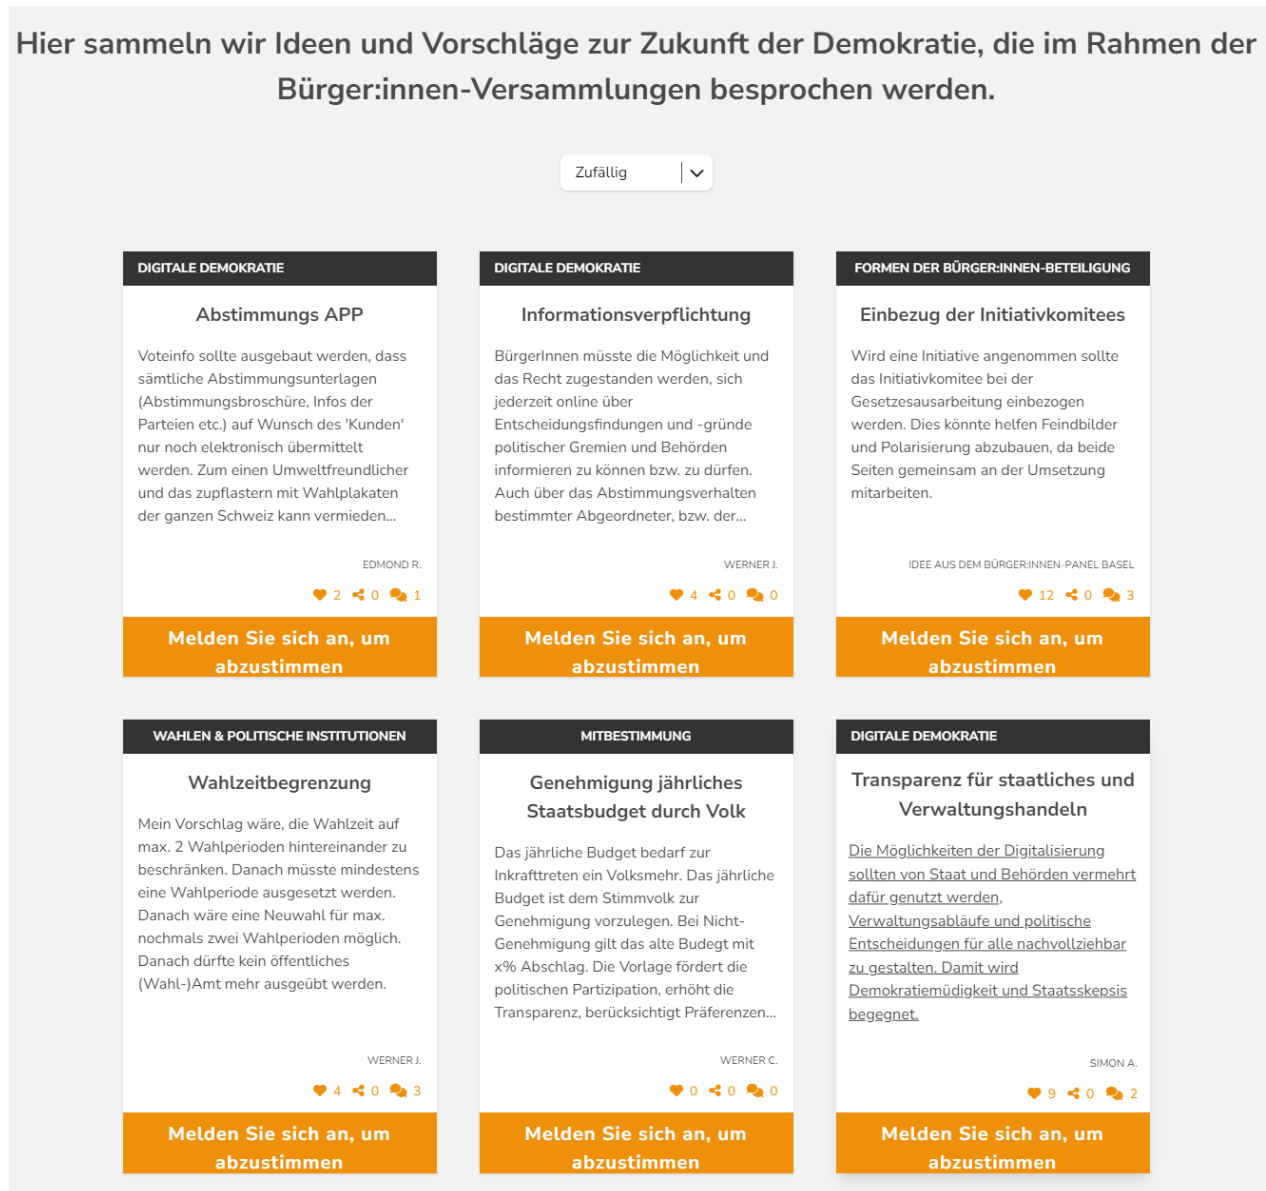 Hier sammeln wir Ideen und Vorschläge zur Zukunft der Demokratie, die im Rahmen der
Bürger:innen-Versammlungen besprochen werden.
Zufällig
DIGITALE DEMOKRATIE
Abstimmungs APP
Voteinfo sollte ausgebaut werden, dass
sämtliche Abstimmungsunterlagen
(Abstimmungsbroschüre, Infos der
Parteien etc.) auf Wunsch des 'Kunden'
nur noch elektronisch übermittelt
werden. Zum einen Umweltfreundlicher
und das zupflastern mit Wahlplakaten
der ganzen Schweiz kann vermieden...
EDMOND R.
2 0 1
Melden Sie sich an, um
abzustimmen
DIGITALE DEMOKRATIE
Informationsverpflichtung
BürgerInnen müsste die Möglichkeit und
das Recht zugestanden werden, sich
jederzeit online über
Entscheidungsfindungen und -gründe
politischer Gremien und Behörden
informieren zu können bzw. zu dürfen.
Auch über das Abstimmungsverhalten
bestimmter Abgeordneter, bzw. der...
WERNER J.
4 0 0
Melden Sie sich an, um
abzustimmen
FORMEN DER BÜRGER:INNEN-BETEILIGUNG
Einbezug der Initiativkomitees
Wird eine Initiative angenommen sollte
das Initiativkomitee bei der
Gesetzesausarbeitung einbezogen
werden. Dies könnte helfen Feindbilder
und Polarisierung abzubauen, da beide
Seiten gemeinsam an der Umsetzung
mitarbeiten.
IDEE AUS DEM BÜRGER:INNEN-PANEL BASEL
12 0 3
Melden Sie sich an, um
abzustimmen
WAHLEN & POLITISCHE INSTITUTIONEN
Wahlzeitbegrenzung
Mein Vorschlag wäre, die Wahlzeit auf
max. 2 Wahlperioden hintereinander zu
beschränken. Danach müsste mindestens
eine Wahlperiode ausgesetzt werden.
Danach wäre eine Neuwahl für max.
nochmals zwei Wahlperioden möglich.
Danach dürfte kein öffentliches
(Wahl-)Amt mehr ausgeübt werden.
WERNER J.
4 0 3
Melden Sie sich an, um
abzustimmen
MITBESTIMMUNG
Genehmigung jährliches
Staatsbudget durch Volk
Das jährliche Budget bedarf zur
Inkrafttreten ein Volksmehr. Das jährliche
Budget ist dem Stimmvolk zur
Genehmigung vorzulegen. Bei Nicht-
Genehmigung gilt das alte Budegt mit
x% Abschlag. Die Vorlage fördert die
politischen Partizipation, erhöht die
Transparenz, berücksichtigt Präferenzen...
WERNER C.
0 0 0
Melden Sie sich an, um
abzustimmen
DIGITALE DEMOKRATIE
Transparenz für staatliches und
Verwaltungshandeln
Die Möglichkeiten der Digitalisierung
sollten von Staat und Behörden vermehrt
dafür genutzt werden,
Verwaltungsabläufe und politische
Entscheidungen für alle nachvollziehbar
zu gestalten. Damit wird
Demokratiemüdigkeit und Staatsskepsis
begegnet.
SIMON A.
9 0 2
Melden Sie sich an, um
abzustimmen